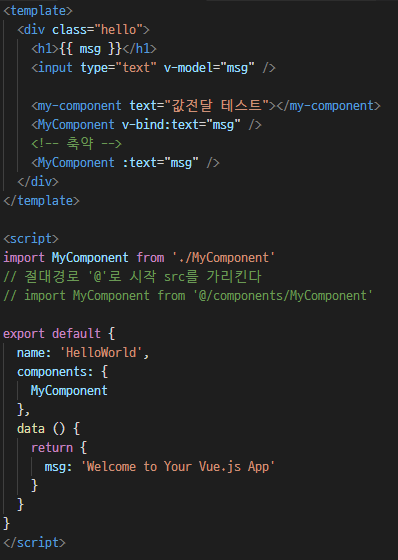 <template>
  <div class="hello">
    <h1>{{ msg }}</h1>
    <input type="text" v-model="msg" />

    <my-component text="값전달 테스트"></my-component>
    <MyComponent v-bind:text="msg" />
    <!-- 축약 -->
    <MyComponent :text="msg" />
  </div>
</template>

<script>
import MyComponent from './MyComponent'
// 절대경로 '@'로 시작 src를 가리킨다
// import MyComponent from '@/components/MyComponent'

export default {
  name: 'HelloWorld',
  components: {
    MyComponent
  },
  data () {
    return {
      msg: 'Welcome to Your Vue.js App'
    }
  }
}
</script>